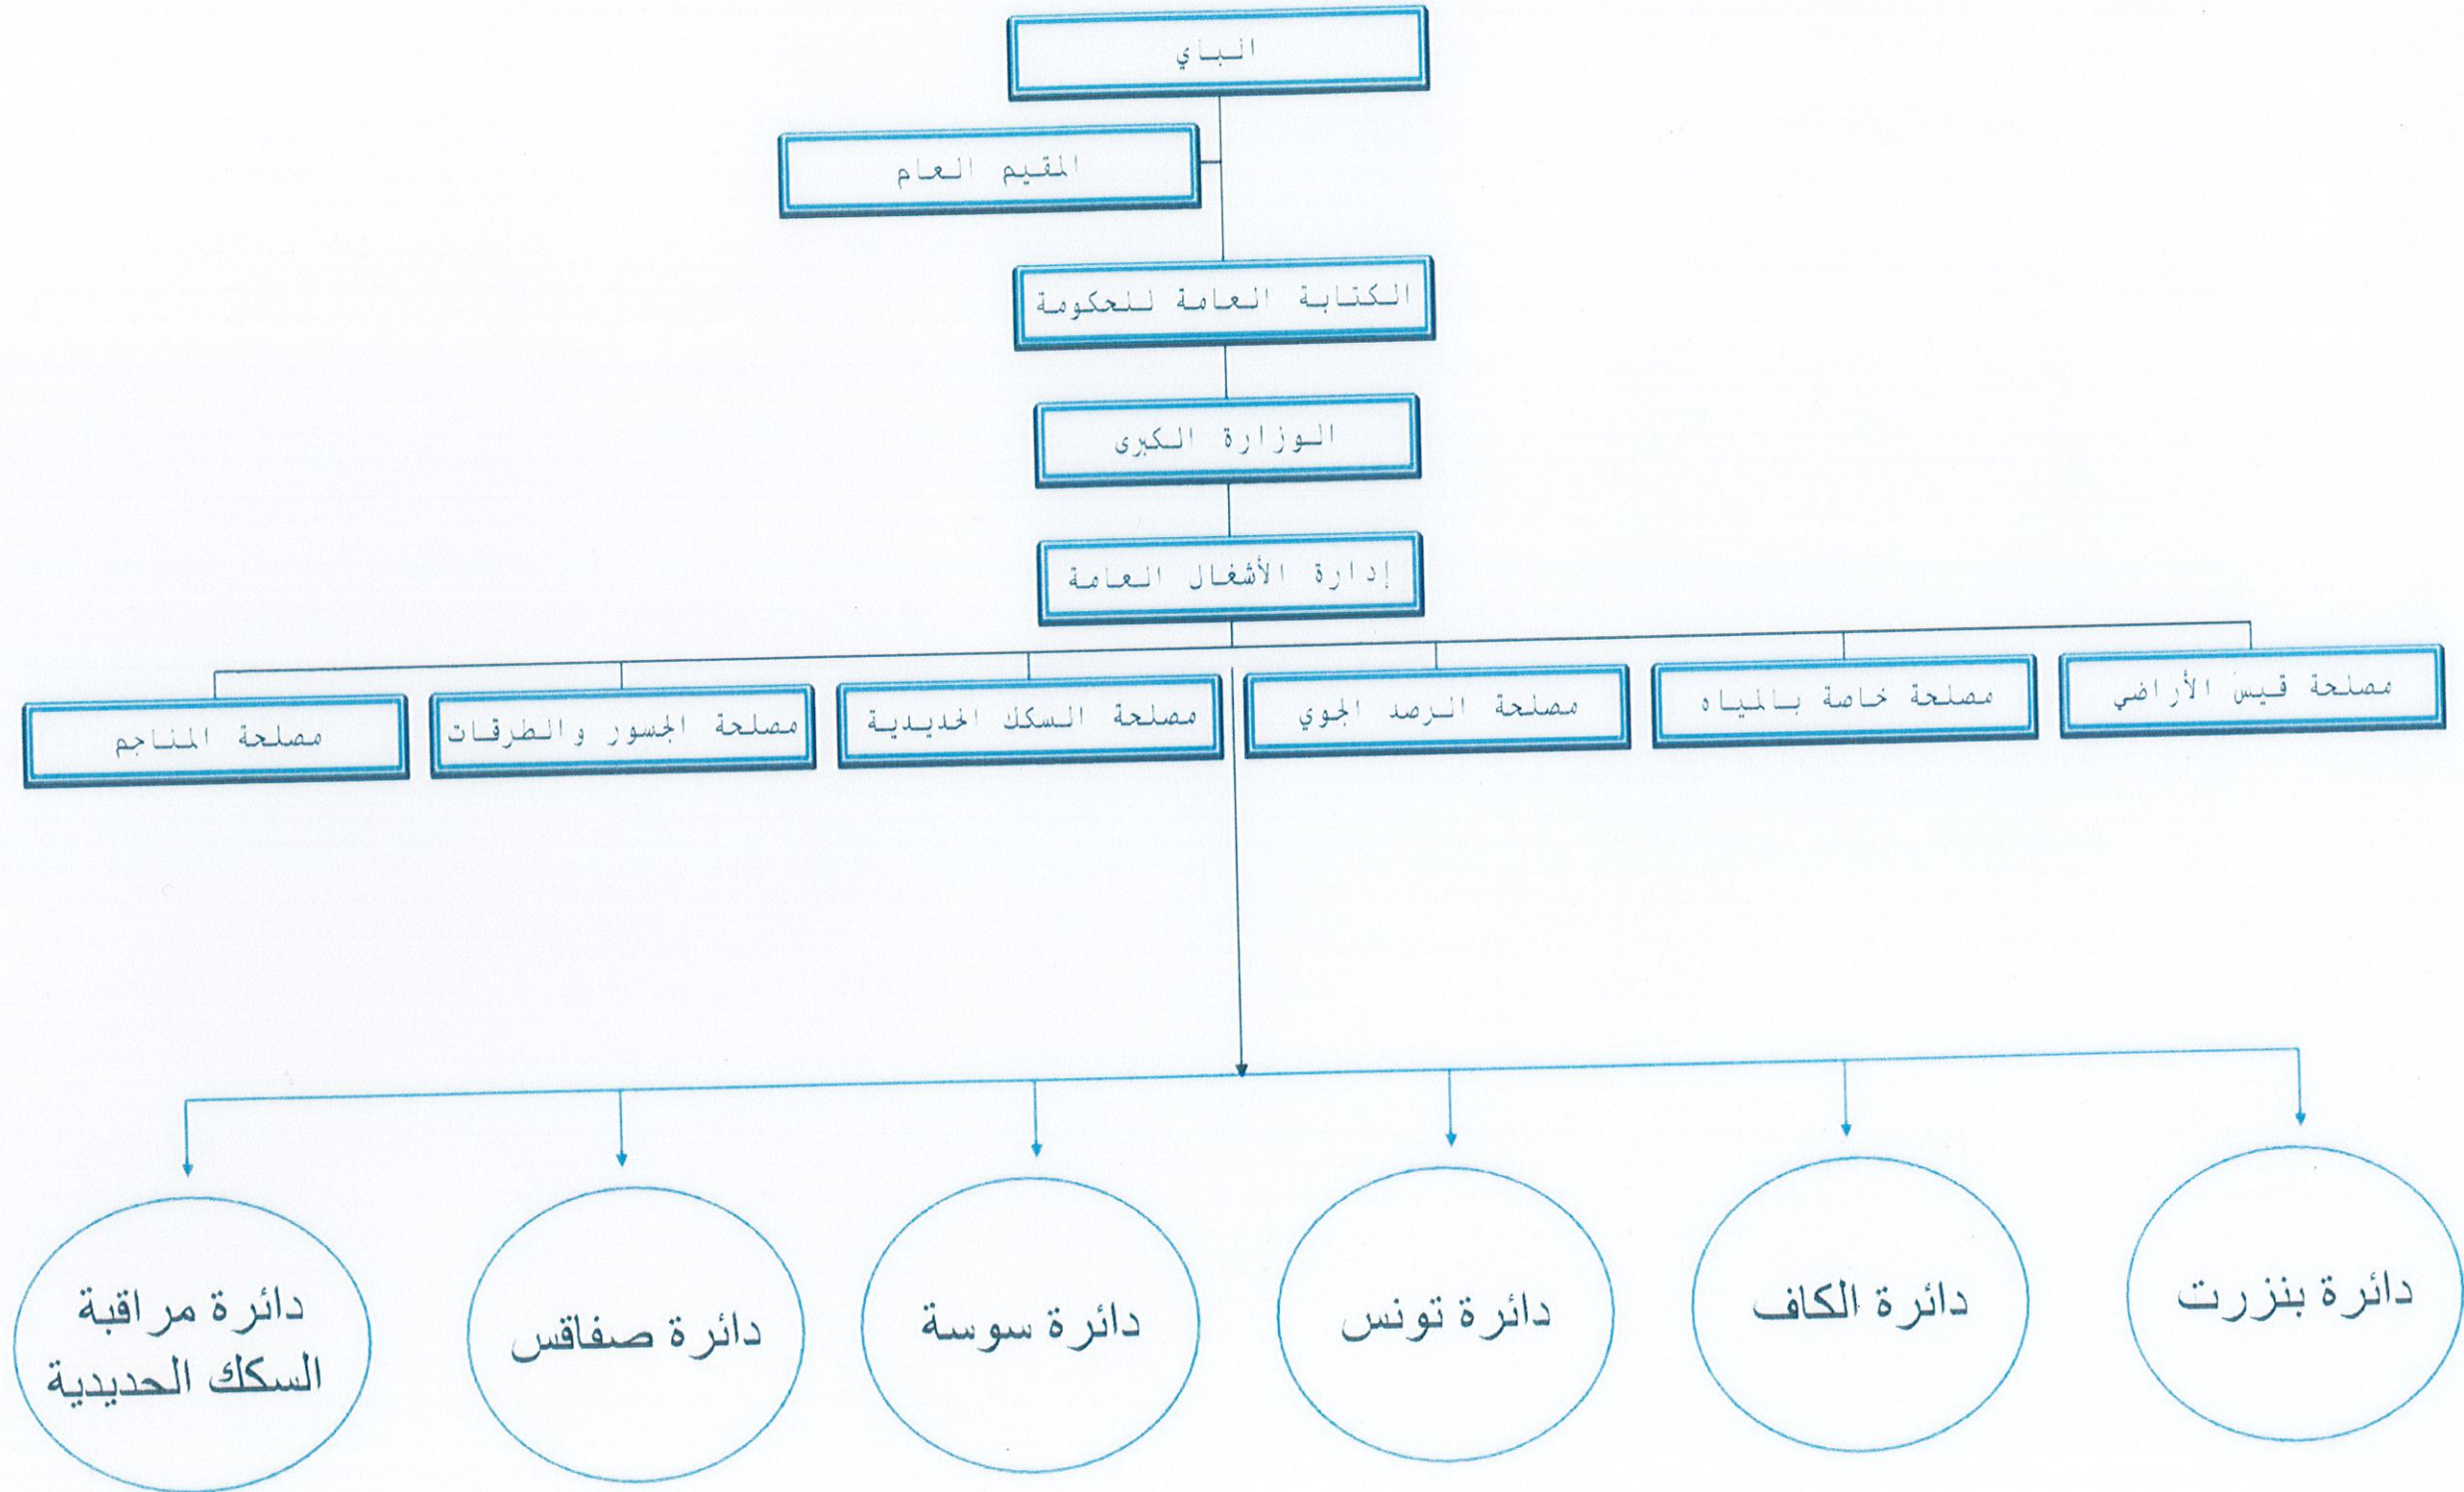 الباي
المقيم العام
الكتابة العامة للحكومة
الوزارة الكبرى
إدارة الأشغال العامة
مصلحة قيس الأراضي
مصلحة خاصة بالمياه
مصلحة الرصد الجوي
مصلحة السكك الحديدية
مصلحة الجسور والطرقات
مصلحة المناجم
دائرة بنزرت
دائرة الكاف
دائرة تونس
دائرة سوسة
دائرة صفاقس
دائرة مراقبة
السكك الحديدية